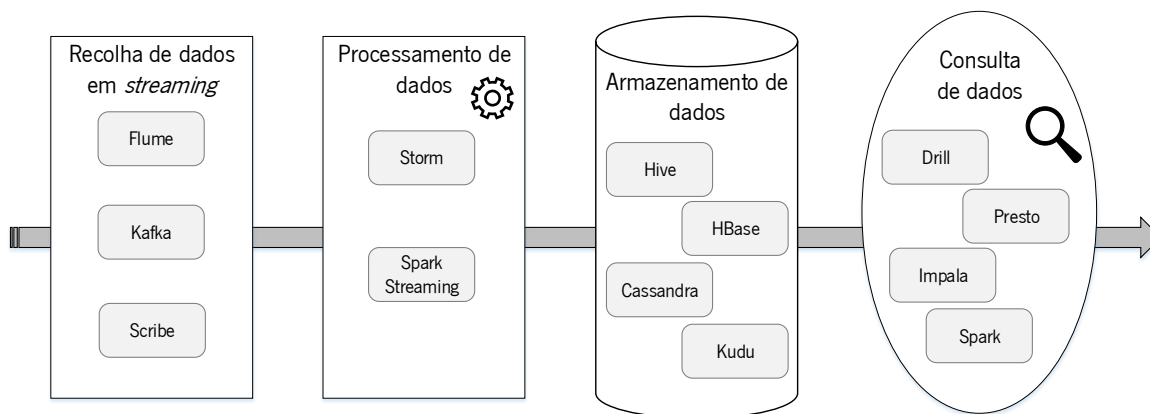 Recolha de dados
em streaming
Flume
Kafka
Scribe
Processamento de
dados
Storm
Spark
Streaming
Armazenamento de
dados
Hive
HBase
Cassandra
Kudu
Consulta
de dados
Drill
Presto
Impala
Spark